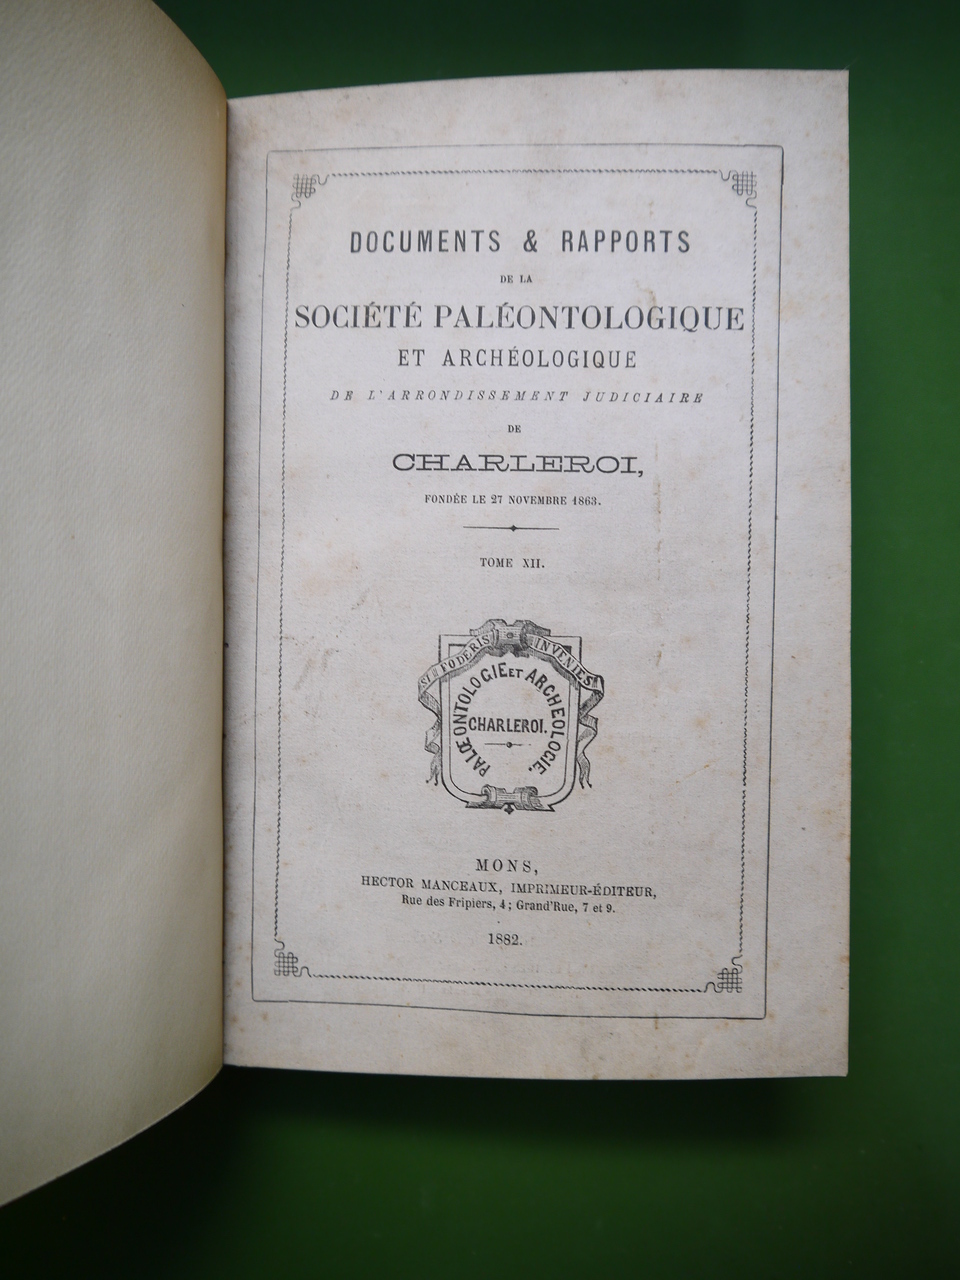 DOCUMENTS & RAPPORTS
DE LA
SOCIÉTÉ PALÉONTOLOGIQUE
ET ARCHÉOLOGIQUE
DE L'ARRONDISSEMENT JUDICIAIRE
DE
CHARLEROI,
FONDÉE LE 27 NOVEMBRE 1863.
TOME XII.
SI FODERIS INVENIES
PALŒONTOLOGIE ET ARCHEOLOGIE.
CHARLEROI.
MONS,
HECTOR MANCEAUX, IMPRIMEUR-ÉDITEUR,
Rue des Fripiers, 4; Grand'Rue, 7 et 9.
1882.